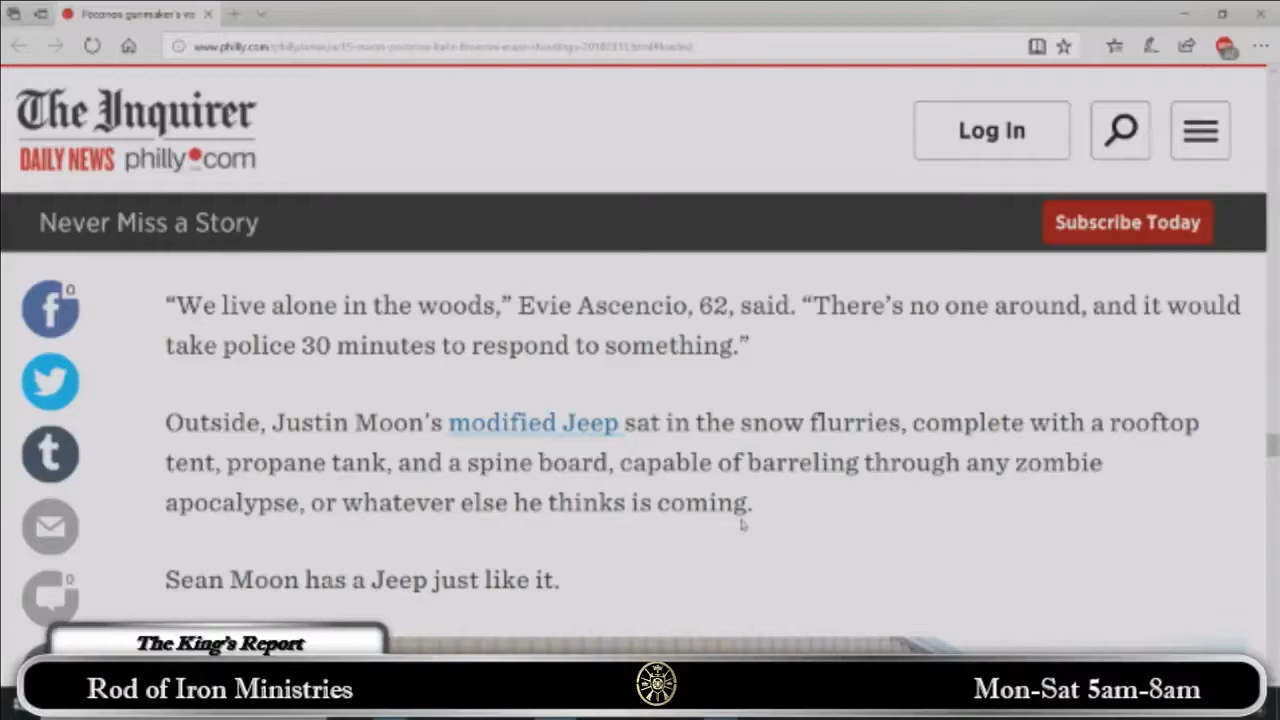 Poconos gunmaker's
The Inquirer
DAILY NEWS philly.com
Log In
Never Miss a Story
Subscribe Today
0
“We live alone in the woods,” Evie Ascencio, 62, said. “There’s no one around, and it would
take police 30 minutes to respond to something.”
Outside, Justin Moon’s modified Jeep sat in the snow flurries, complete with a rooftop
tent, propane tank, and a spine board, capable of barreling through any zombie
apocalypse, or whatever else he thinks is coming.
0
Sean Moon has a Jeep just like it.
The King's Report
Rod of Iron Ministries
Mon-Sat 5am-8am